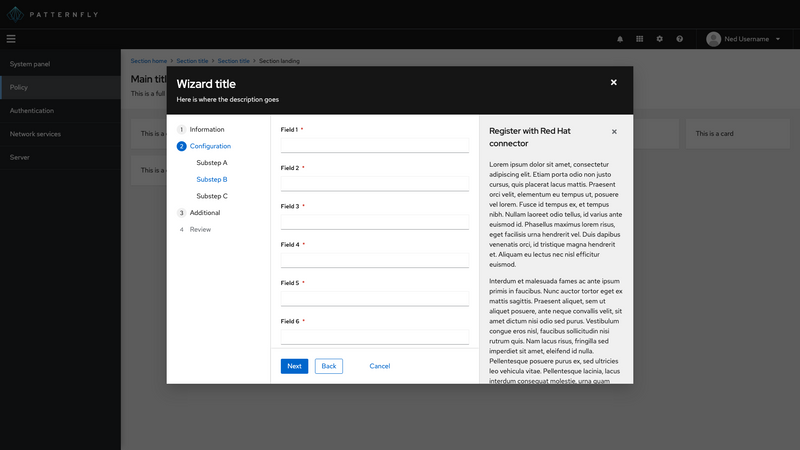 PATTERNFLY
Ned Username
System panel
Policy
Authentication
Network services
Server
Section home > Section title > Section title > Section landing
Main titl
This is a full
This is a
This is a card
This is a
Wizard title
Here is where the description goes
1 Information
2 Configuration
Substep A
Substep B
Substep C
3 Additional
4 Review
Field 1 *
Field 2 *
Field 3 *
Field 4 *
Field 5 *
Field 6 *
Next
Back
Cancel
Register with Red Hat
connector
Lorem ipsum dolor sit amet, consectetur
adipiscing elit. Etiam porta odio non justo
cursus, quis placerat lacus mattis. Praesent
orci velit, elementum eu tempus ut, posuere
vel lorem. Fusce id tempus ex, et tempus
nibh. Nullam laoreet odio tellus, id varius ante
euismod id. Phasellus maximus lorem risus,
eget facilisis urna hendrerit vel. Duis dapibus
venenatis orci, id tristique magna hendrerit
et. Aliquam eu lectus nec nisl efficitur
euismod.
Interdum et malesuada fames ac ante ipsum
primis in faucibus. Nunc auctor tortor eget ex
mattis sagittis. Praesent aliquet, sem ut
aliquet posuere, ante neque convallis velit, sit
amet dictum nisi odio sed purus. Vestibulum
congue eros nisl, faucibus sollicitudin nisi
rutrum quis. Nam lacus risus, fringilla sed
imperdiet sit amet, eleifend id nulla.
Pellentesque posuere purus ex, sed ultricies
leo vehicula vitae. Pellentesque lacinia, lacus
interdum consequat molestie, urna quam